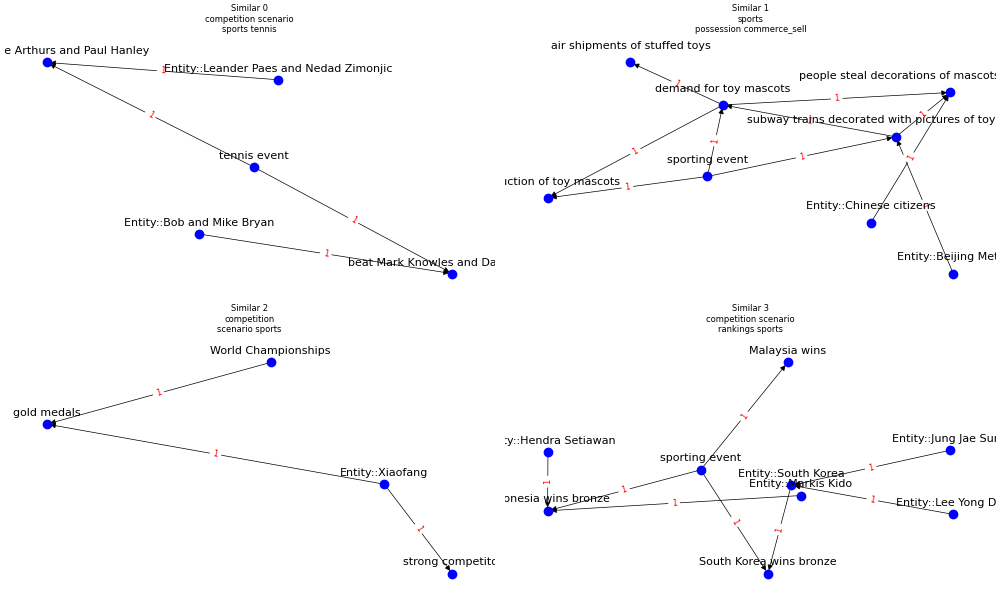 Similar 0
competition scenario
sports tennis
e Arthurs and Paul Hanley
Entity::Leander Paes and Nedad Zimonjic
1
1
tennis event
1
Entity::Bob and Mike Bryan
1
beat Mark Knowles and Da
Similar 1
sports
possession commerce_sell
air shipments of stuffed toys
people steal decorations of mascots
1
demand for toy mascots
1
1
1
subway trains decorated with pictures of toy
1
1
1
sporting event
1
1
uction of toy mascots
1
Entity::Chinese citizens
1
Entity::Beijing Met
Similar 2
competition
scenario sports
World Championships
1
gold medals
1
Entity::Xiaofang
1
strong competito
Similar 3
competition scenario
rankings sports
Malaysia wins
1
ty::Hendra Setiawan
Entity::Jung Jae Sur
sporting event
1
Entity::South Korea
Entity::Markis Kido
1
1
onesia wins bronze
1
1
Entity::Lee Yong D
1
1
South Korea wins bronze